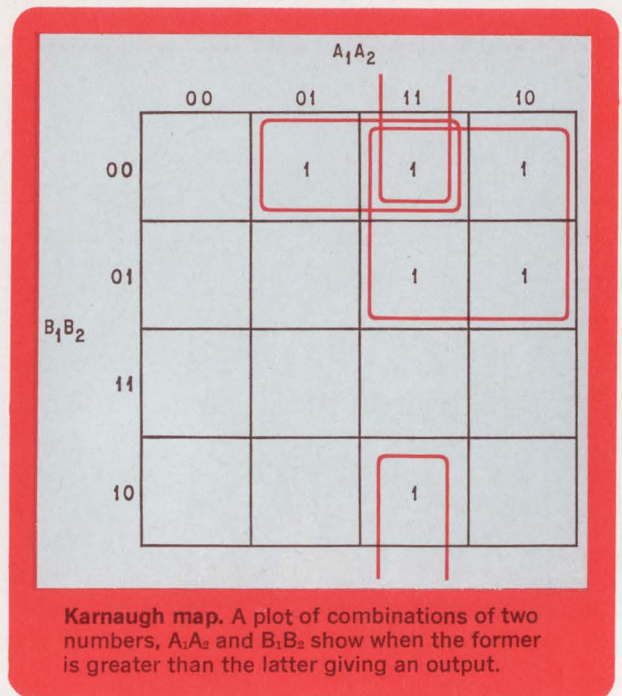 A₁A₂
00 01 11 10
00 1 1 1
01 1 1
B₁B₂
11
10 1
Karnaugh map. A plot of combinations of two
numbers, A₁A₂ and B₁B₂ show when the former
is greater than the latter giving an output.